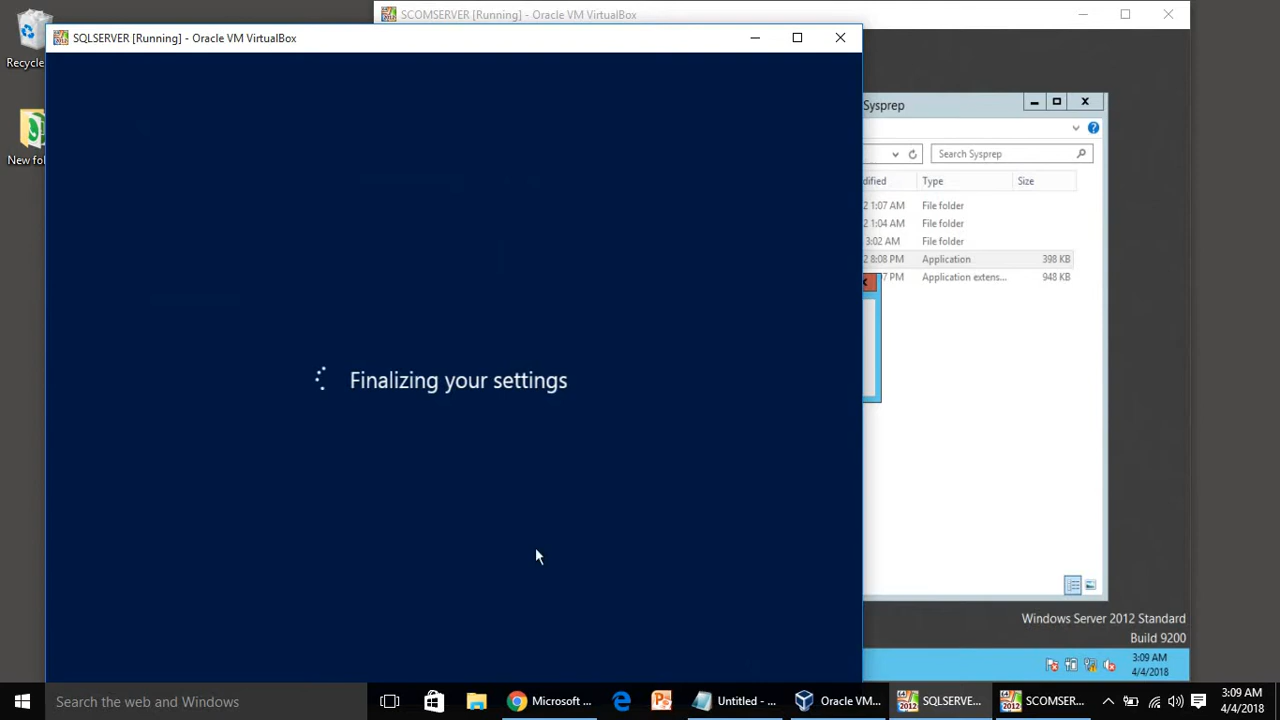 SCOMSERVER [Running] - Oracle VM VirtualBox
SQLSERVER [Running] - Oracle VM VirtualBox
Recycle
New fol
Sysprep
Search Sysprep
dified Type Size
2 1:07 AM File folder
2 1:04 AM File folder
3:02 AM File folder
2 8:08 PM Application 398 KB
7 PM Application extens... 948 KB
Finalizing your settings
Windows Server 2012 Standard
Build 9200
3:09 AM
4/4/2018
Search the web and Windows
Microsoft ...
Untitled - ...
Oracle VM...
2012
SQLSERVE...
2012
SCOMSER...
3:09 AM
4/4/2018